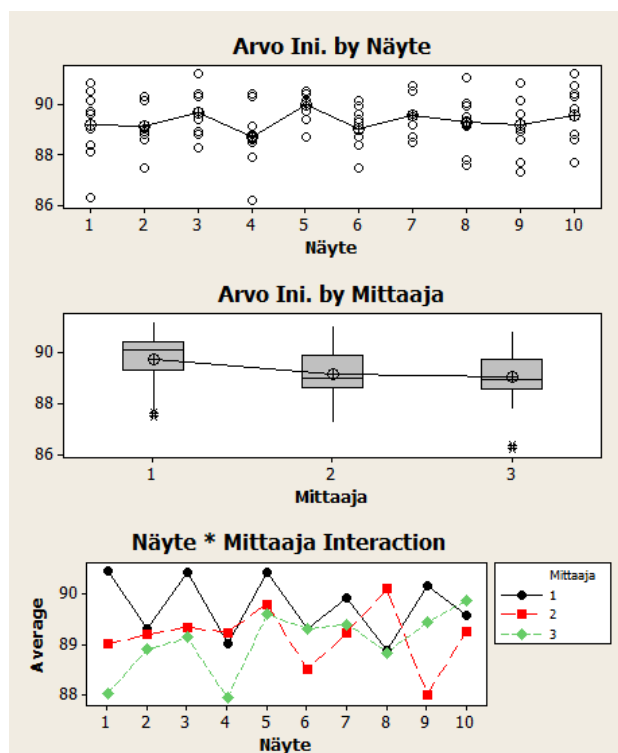 Arvo Ini. by Näyte
90
88
86
1 2 3 4 5 6 7 8 9 10
Näyte
Arvo Ini. by Mittaaja
90
88
86
1 2 3
Mittaaja
Näyte * Mittaaja Interaction
Average
90
89
88
1 2 3 4 5 6 7 8 9 10
Näyte
Mittaaja
1
2
3